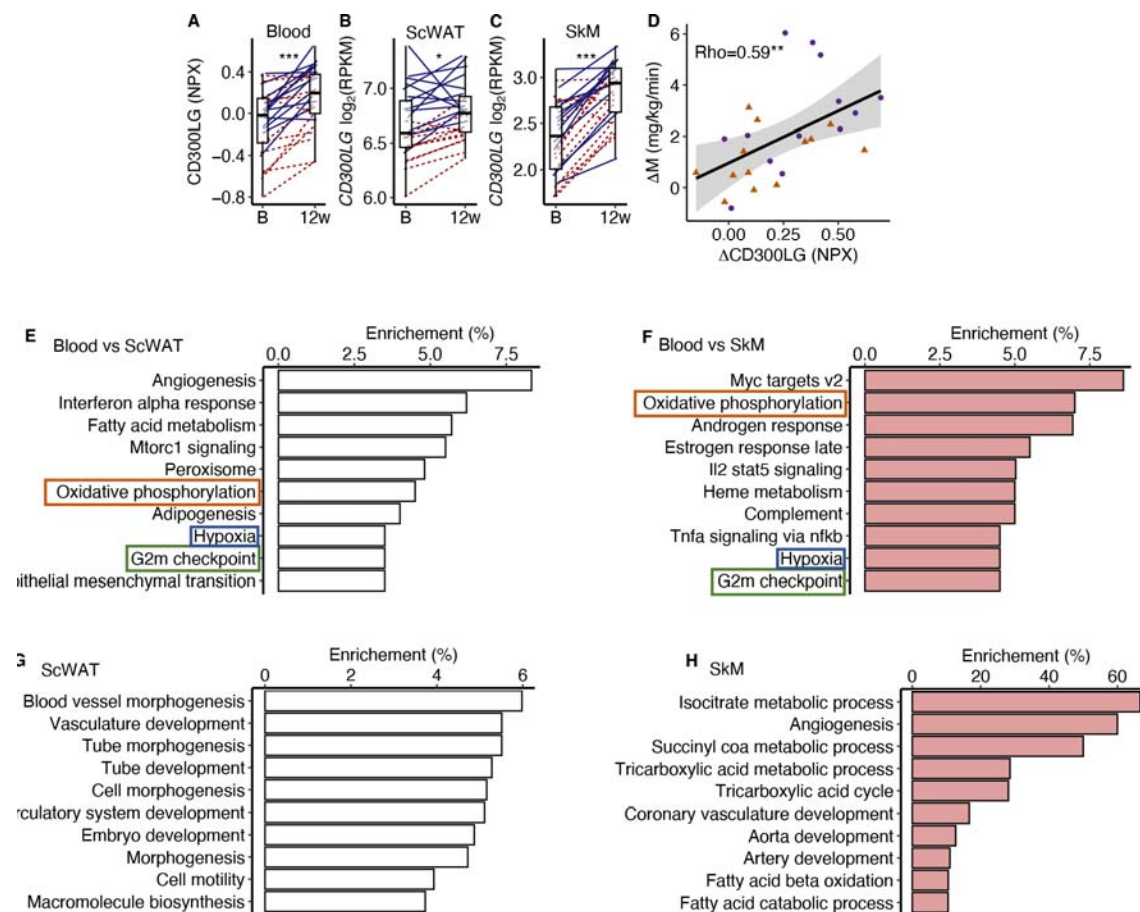 A
Blood
***
CD300LG (NPX)
0.4
0.0
−0.4
−0.8
B
12w
B
ScWAT
*
CD300LG log2(RPKM)
7.0
6.5
6.0
B
12w
C
SkM
***
CD300LG log2(RPKM)
3.0
2.5
2.0
B
12w
D
Rho=0.59**
ΔM (mg/kg/min)
6
4
2
0
0.00 0.25 0.50
ΔCD300LG (NPX)
E
Blood vs ScWAT
Enrichement (%)
0.0 2.5 5.0 7.5
Angiogenesis
Interferon alpha response
Fatty acid metabolism
Mtorc1 signaling
Peroxisome
Oxidative phosphorylation
Adipogenesis
Hypoxia
G2m checkpoint
pithelial mesenchymal transition
F
Blood vs SkM
Enrichement (%)
0.0 2.5 5.0 7.5
Myc targets v2
Oxidative phosphorylation
Androgen response
Estrogen response late
Il2 stat5 signaling
Heme metabolism
Complement
Tnfa signaling via nfkb
Hypoxia
G2m checkpoint
G
ScWAT
Enrichement (%)
0 2 4 6
Blood vessel morphogenesis
Vasculature development
Tube morphogenesis
Tube development
Cell morphogenesis
rculatory system development
Embryo development
Morphogenesis
Cell motility
Macromolecule biosynthesis
H
SkM
Enrichement (%)
0 20 40 60
Isocitrate metabolic process
Angiogenesis
Succinyl coa metabolic process
Tricarboxylic acid metabolic process
Tricarboxylic acid cycle
Coronary vasculature development
Aorta development
Artery development
Fatty acid beta oxidation
Fatty acid catabolic process